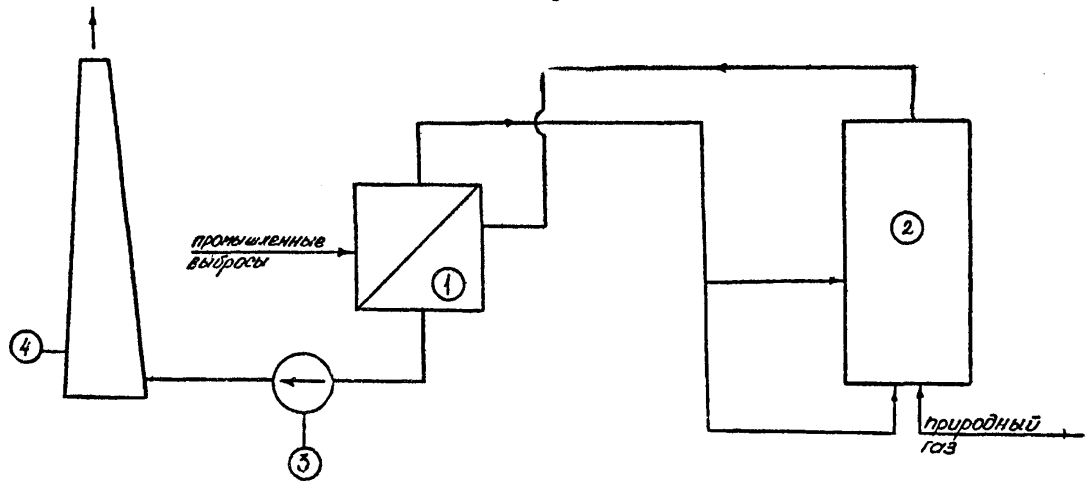 промышленные
выбросы
1
2
3
4
природный
газ